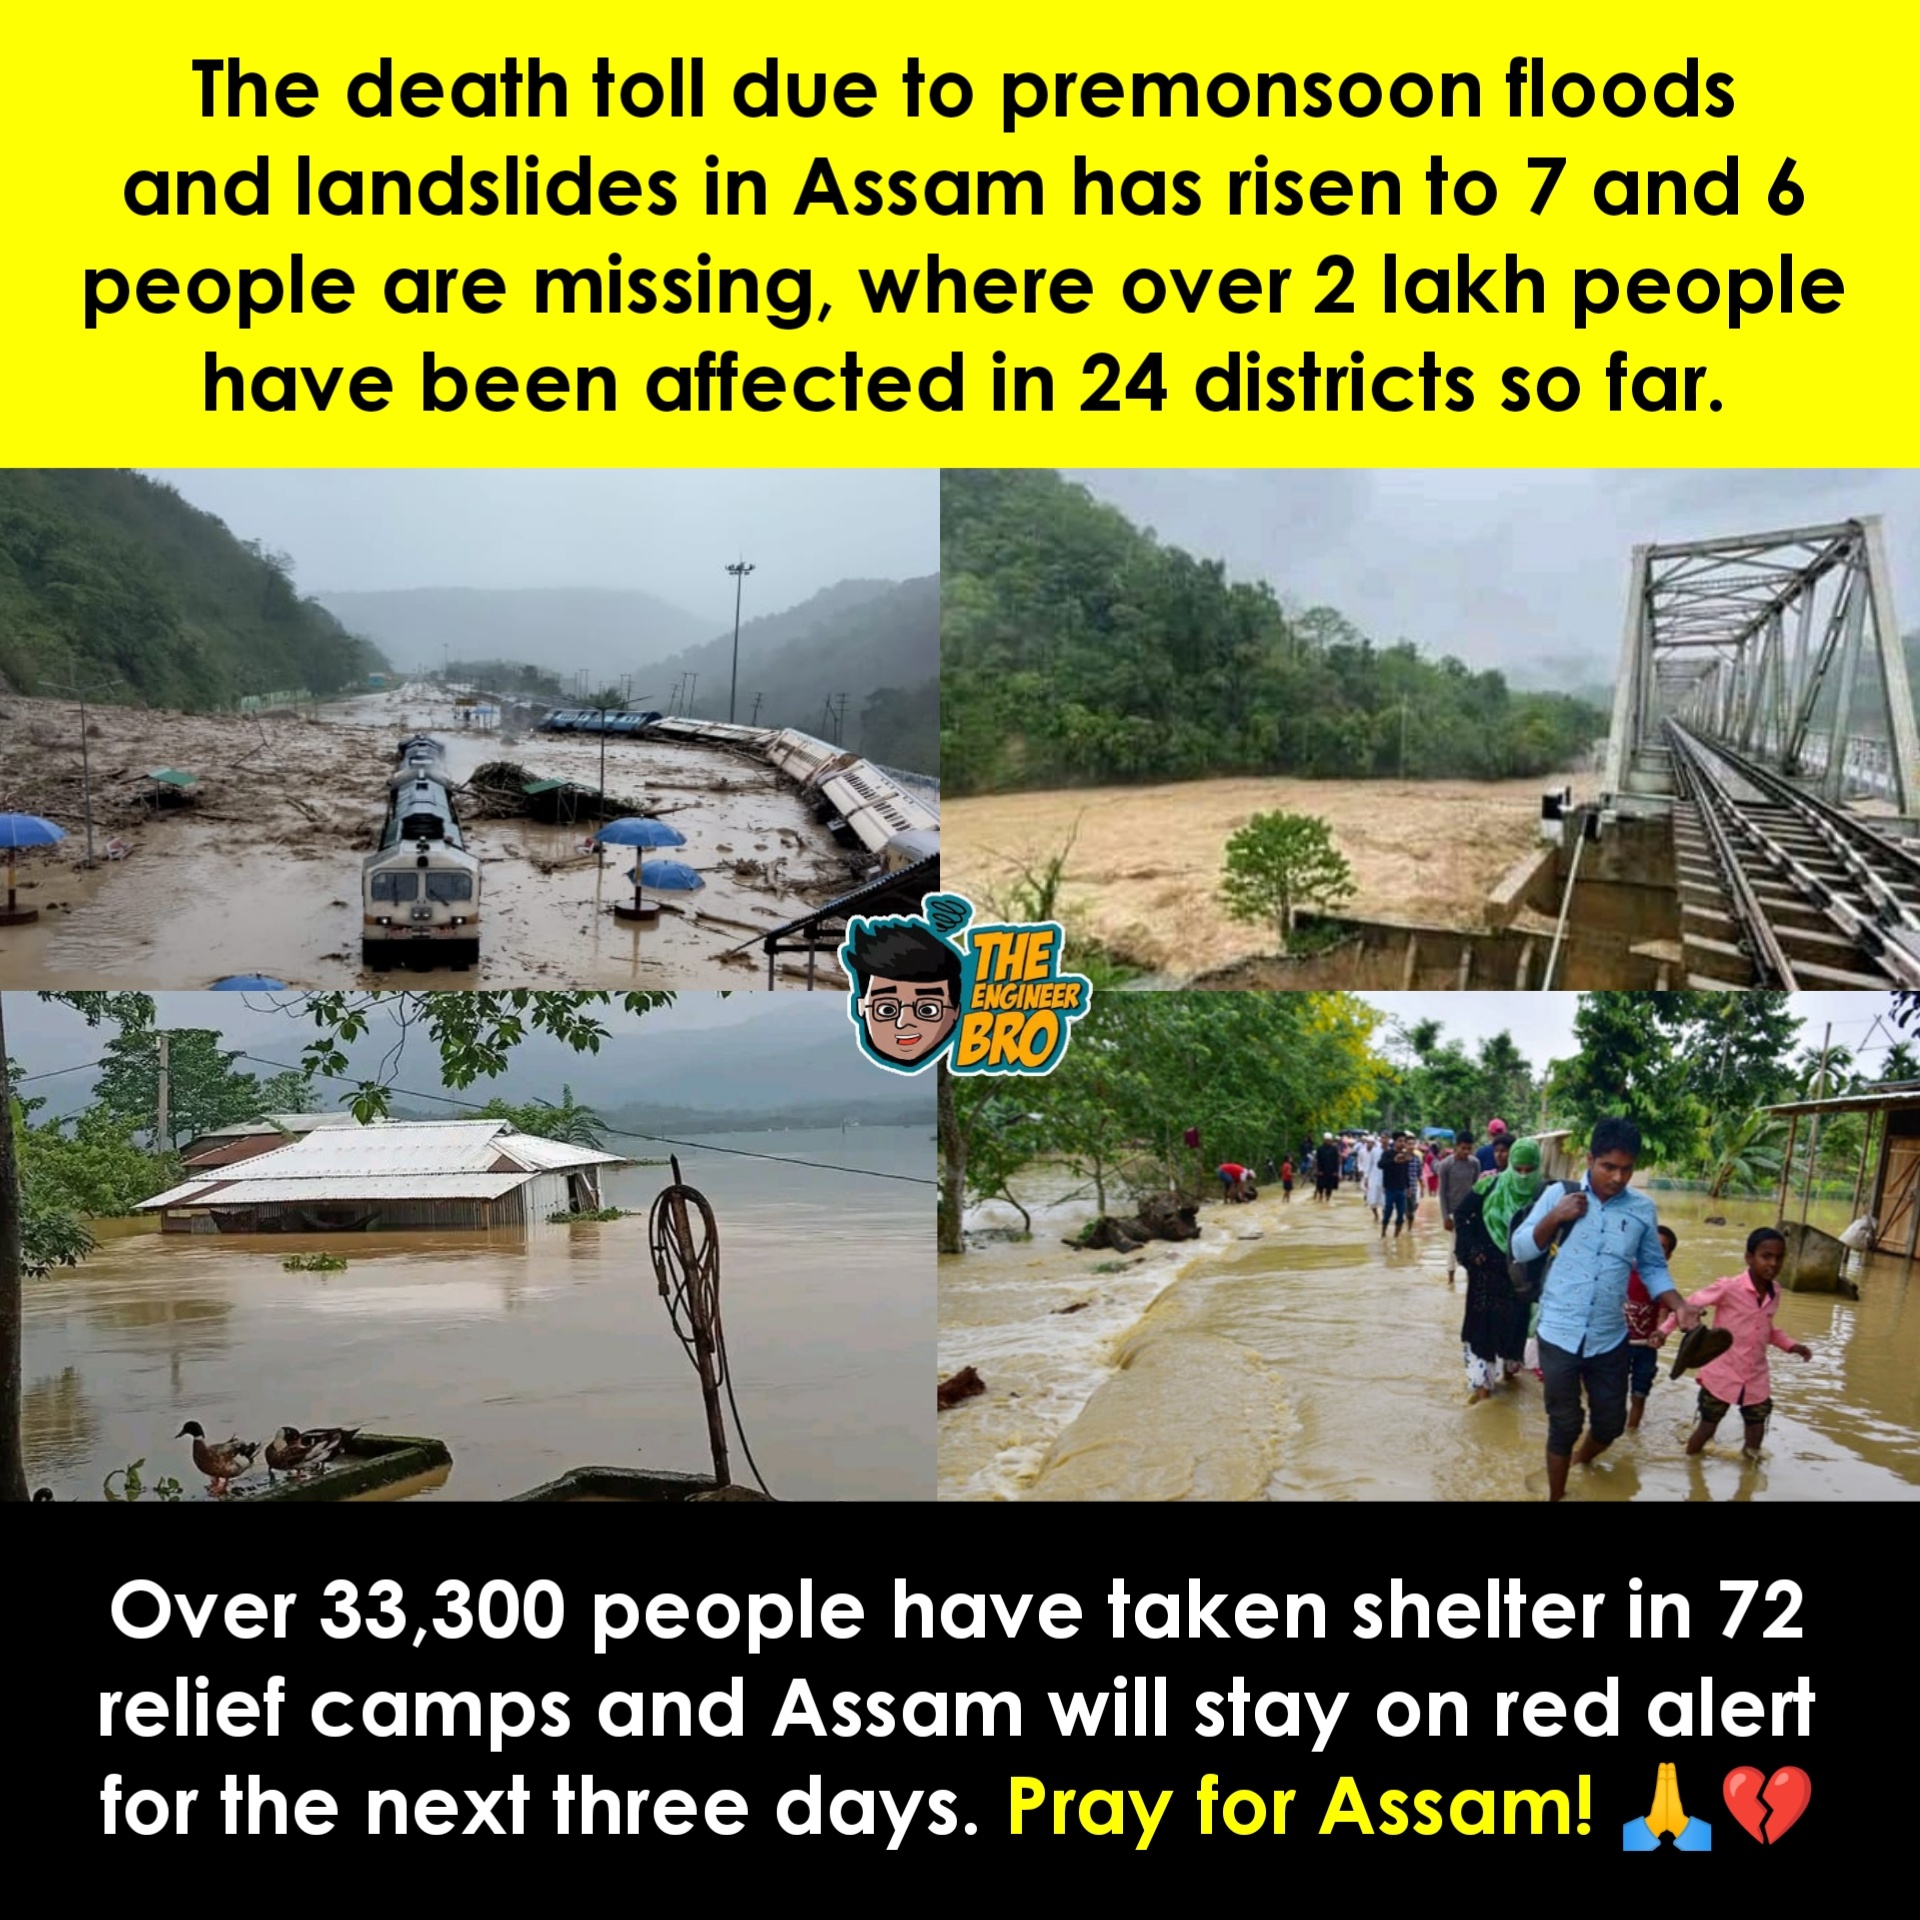 The death toll due to premonsoon floods
and landslides in Assam has risen to 7 and 6
people are missing, where over 2 lakh people
have been affected in 24 districts so far.
THE
ENGINEER
BRO
Over 33,300 people have taken shelter in 72
relief camps and Assam will stay on red alert
for the next three days. Pray for Assam! 🙏💔